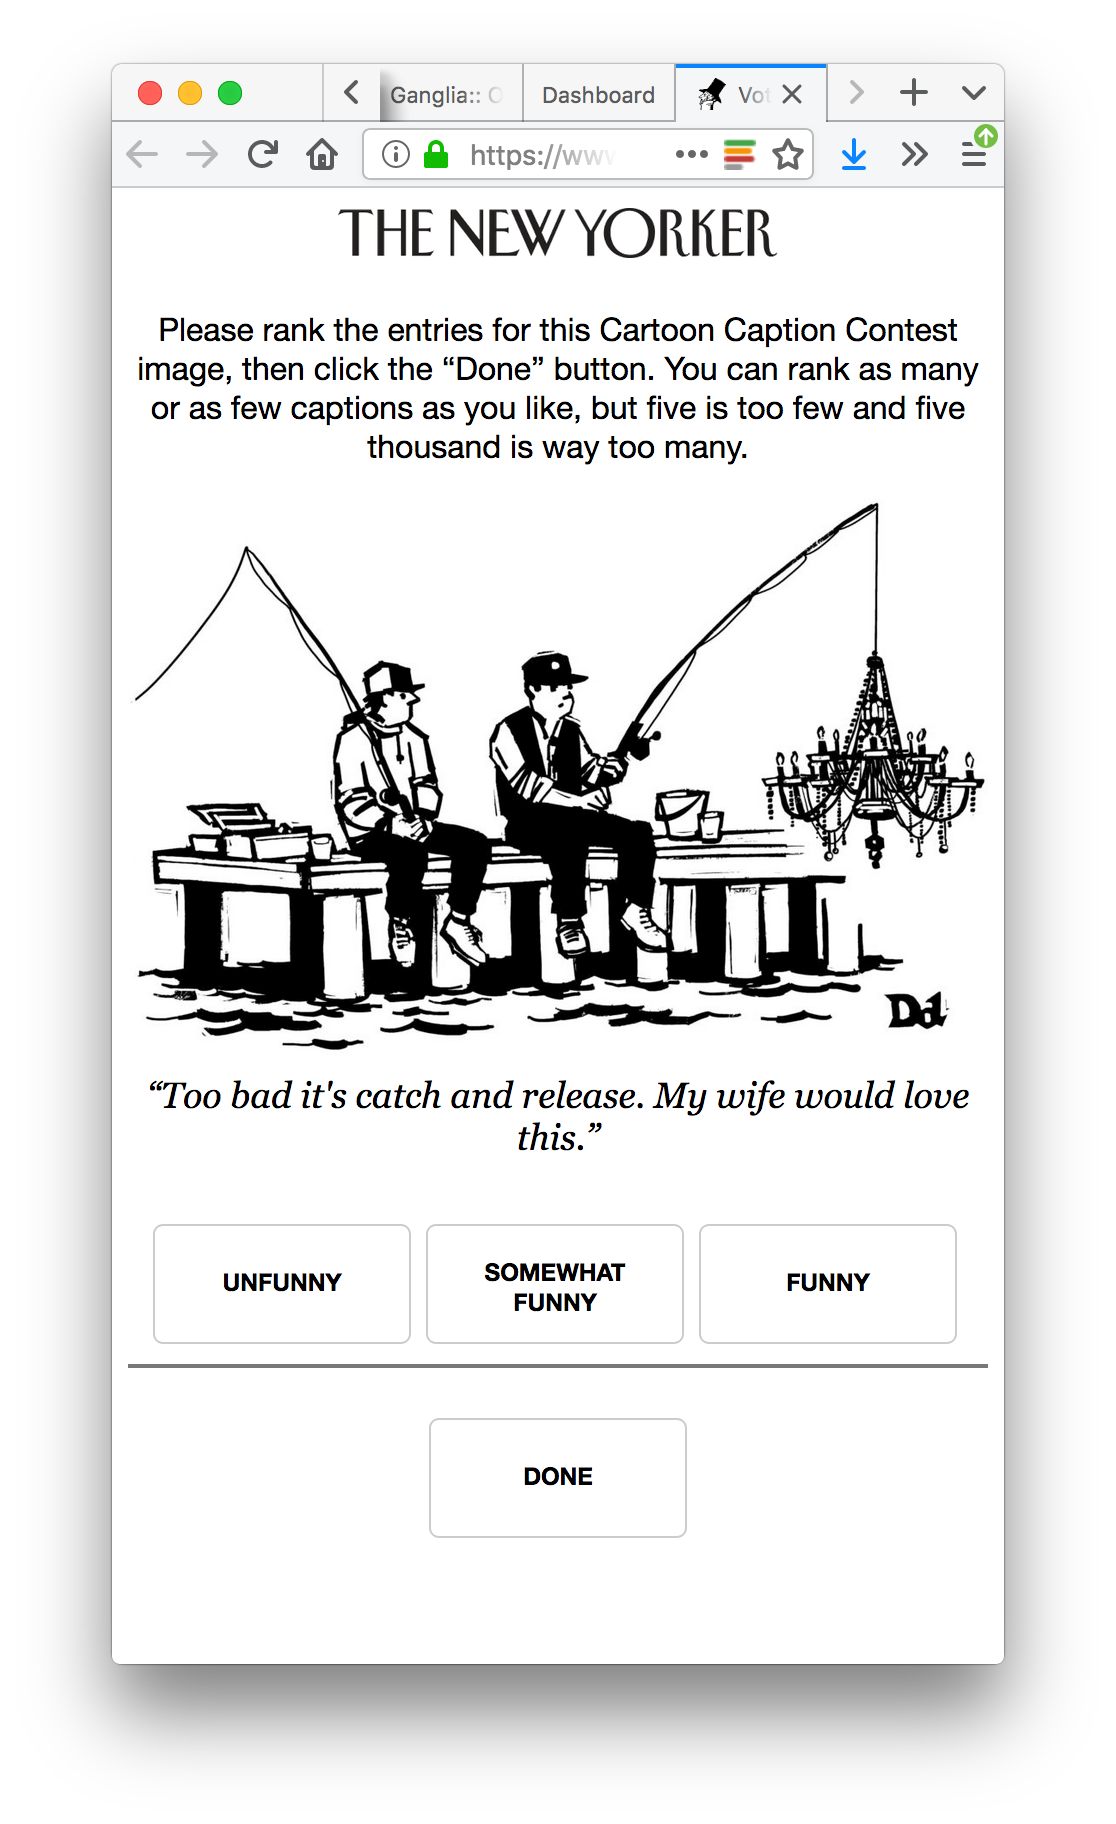 Ganglia:: O
Dashboard
Vot
https://www
THE NEW YORKER
Please rank the entries for this Cartoon Caption Contest
image, then click the “Done” button. You can rank as many
or as few captions as you like, but five is too few and five
thousand is way too many.
Dd
“Too bad it's catch and release. My wife would love
this.”
UNFUNNY
SOMEWHAT
FUNNY
FUNNY
DONE